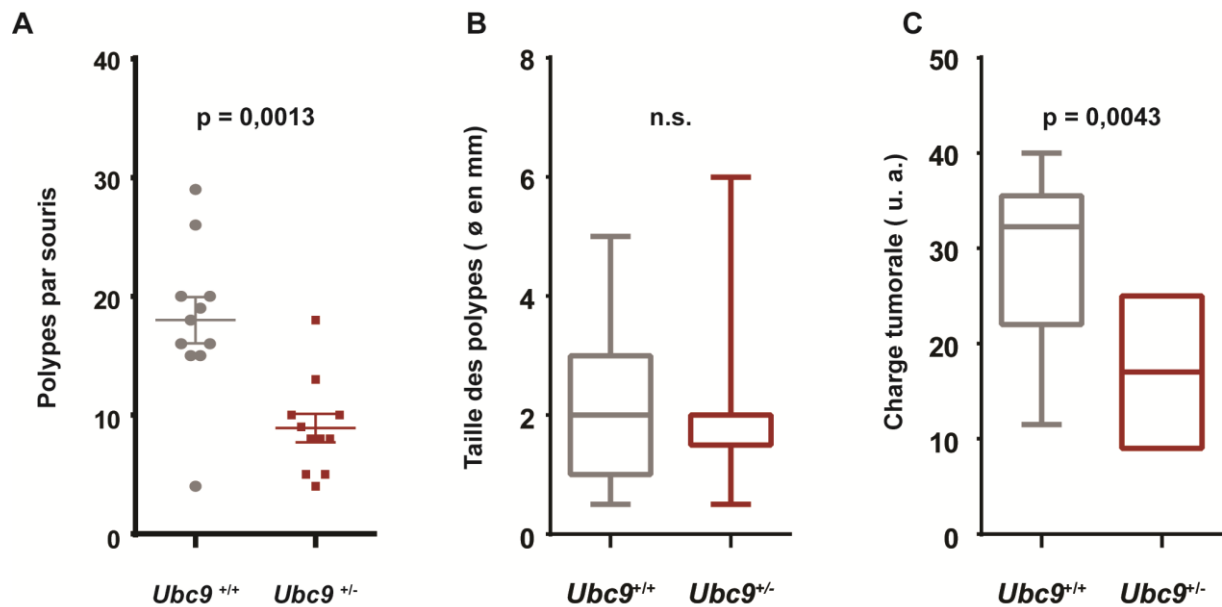 A
40
30
20
10
0
Polypes par souris
p = 0,0013
Ubc9 +/+
Ubc9 +/-
B
8
6
4
2
0
Taille des polypes ( ø en mm)
n.s.
Ubc9+/+
Ubc9+/-
C
50
40
30
20
10
0
Charge tumorale ( u. a.)
p = 0,0043
Ubc9+/+
Ubc9+/-